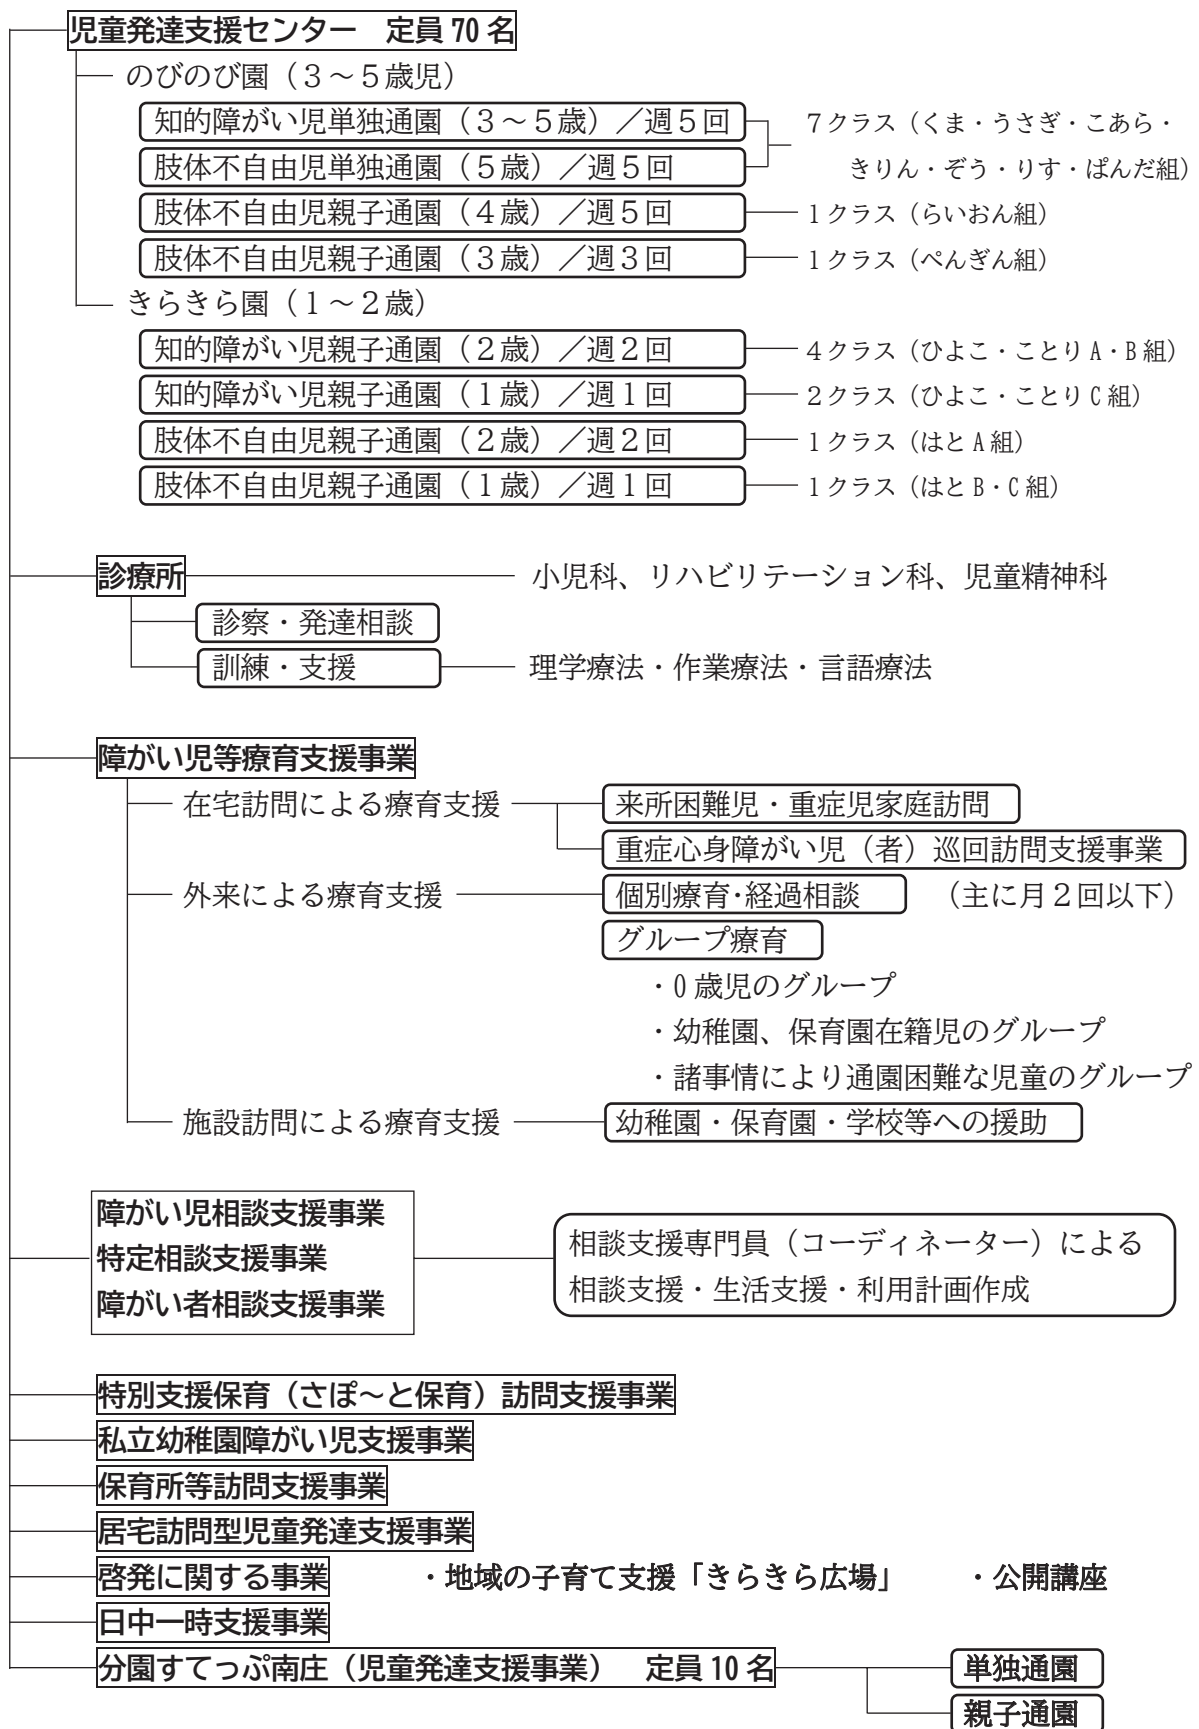 児童発達支援センター　定員 70 名
のびのび園（３～５歳児）
知的障がい児単独通園（３～５歳）／週５回
７クラス（くま・うさぎ・こあら・
肢体不自由児単独通園（５歳）／週５回
きりん・ぞう・りす・ぱんだ組）
肢体不自由児親子通園（４歳）／週５回
１クラス（らいおん組）
肢体不自由児親子通園（３歳）／週３回
１クラス（ぺんぎん組）
きらきら園（１～２歳）
知的障がい児親子通園（２歳）／週２回
４クラス（ひよこ・ことり A・B 組）
知的障がい児親子通園（１歳）／週１回
２クラス（ひよこ・ことり C 組）
肢体不自由児親子通園（２歳）／週２回
１クラス（はと A 組）
肢体不自由児親子通園（１歳）／週１回
１クラス（はと B・C 組）
診療所
小児科、リハビリテーション科、児童精神科
診察・発達相談
訓練・支援
理学療法・作業療法・言語療法
障がい児等療育支援事業
在宅訪問による療育支援
来所困難児・重症児家庭訪問
重症心身障がい児（者）巡回訪問支援事業
外来による療育支援
個別療育・経過相談
（主に月２回以下）
グループ療育
・0 歳児のグループ
・幼稚園、保育園在籍児のグループ
・諸事情により通園困難な児童のグループ
施設訪問による療育支援
幼稚園・保育園・学校等への援助
障がい児相談支援事業
特定相談支援事業
障がい者相談支援事業
相談支援専門員（コーディネーター）による
相談支援・生活支援・利用計画作成
特別支援保育（さぽ～と保育）訪問支援事業
私立幼稚園障がい児支援事業
保育所等訪問支援事業
居宅訪問型児童発達支援事業
啓発に関する事業
・地域の子育て支援「きらきら広場」
・公開講座
日中一時支援事業
分園すてっぷ南庄（児童発達支援事業）　定員 10 名
単独通園
親子通園